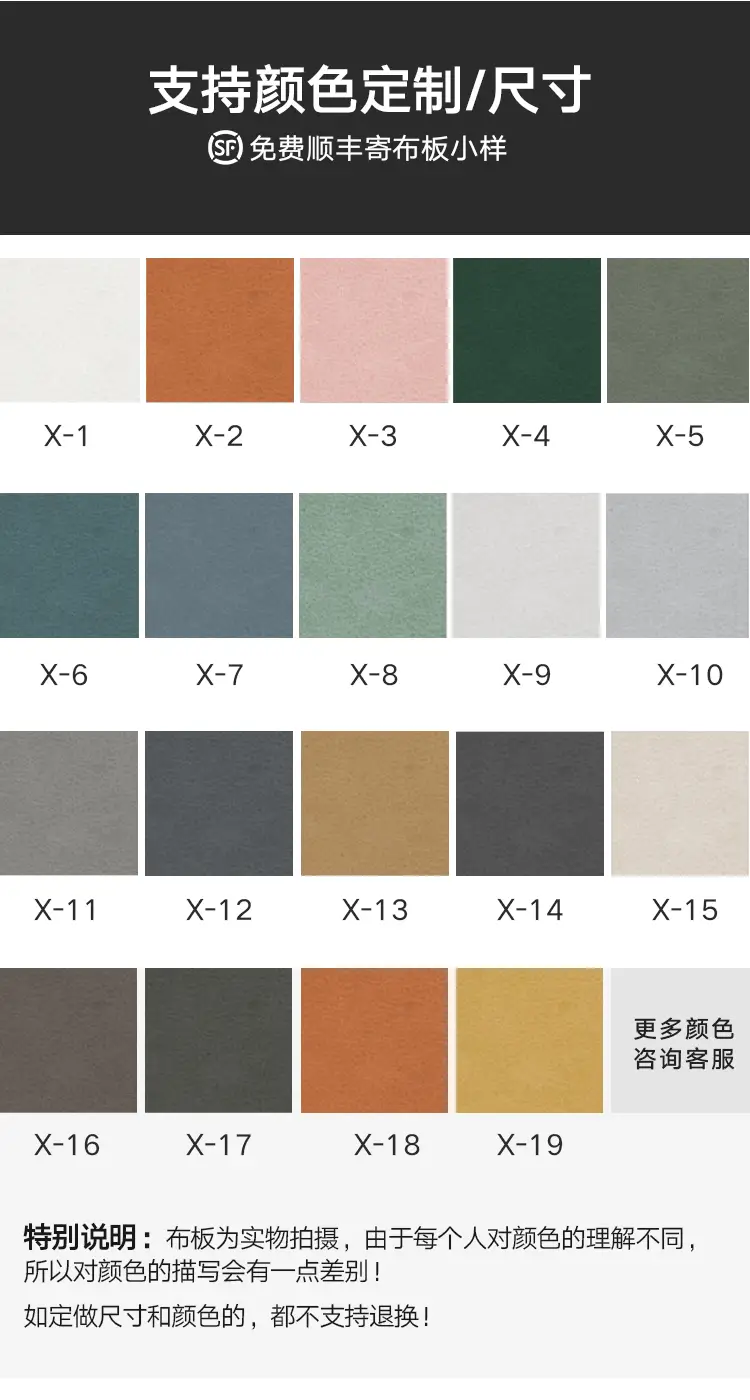 支持颜色定制/尺寸
SF 免费顺丰寄布板小样
X-1 X-2 X-3 X-4 X-5
X-6 X-7 X-8 X-9 X-10
X-11 X-12 X-13 X-14 X-15
更多颜色
咨询客服
X-16 X-17 X-18 X-19
特别说明：布板为实物拍摄，由于每个人对颜色的理解不同，
所以对颜色的描写会有一点差别！
如定做尺寸和颜色的，都不支持退换！